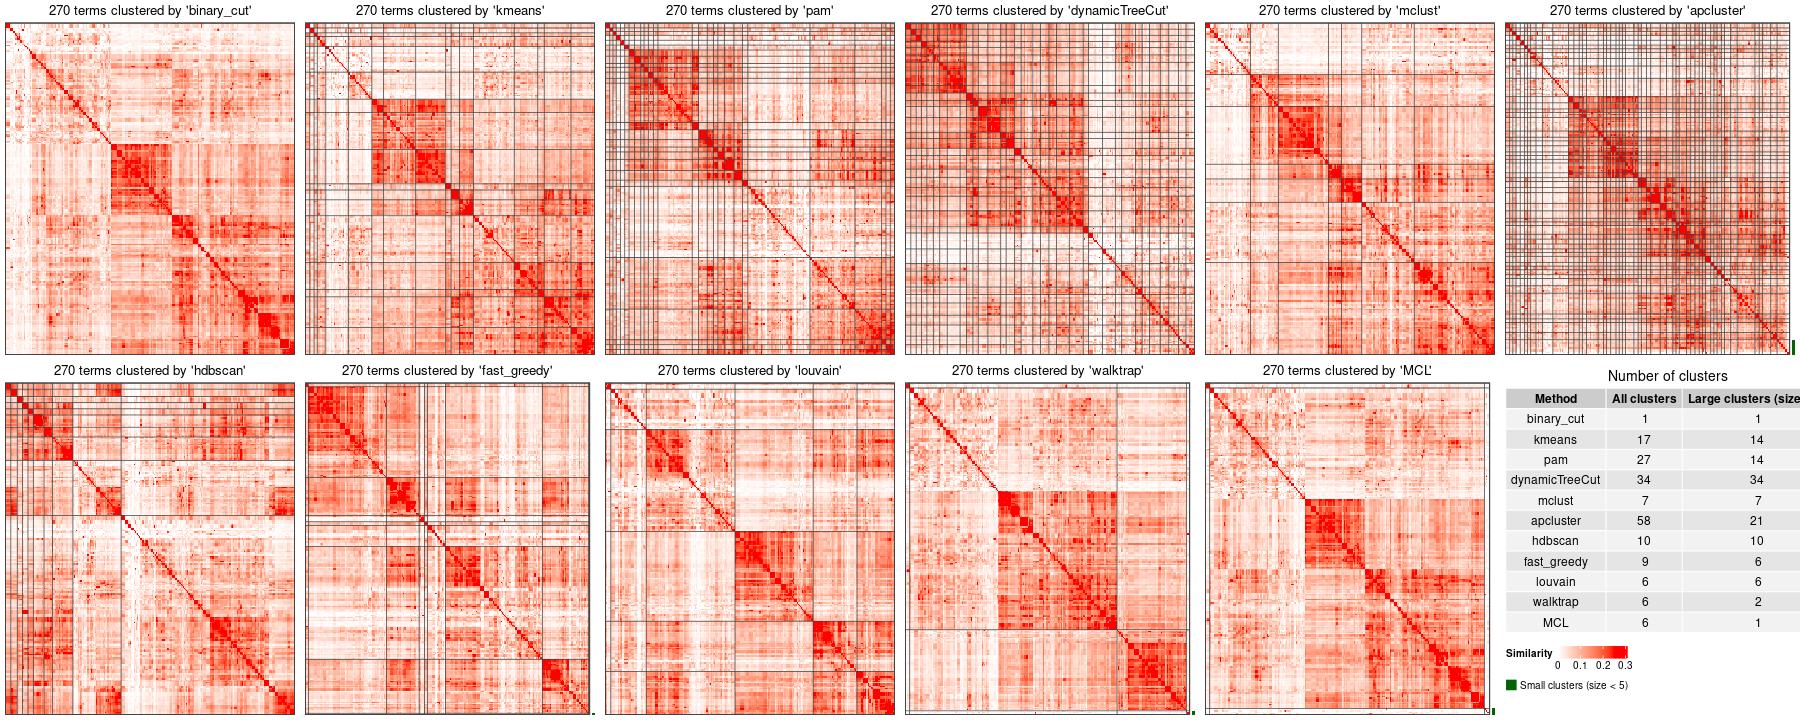 270 terms clustered by 'binary_cut'
270 terms clustered by 'kmeans'
270 terms clustered by 'pam'
270 terms clustered by 'dynamicTreeCut'
270 terms clustered by 'mclust'
270 terms clustered by 'apcluster'
270 terms clustered by 'hdbscan'
270 terms clustered by 'fast_greedy'
270 terms clustered by 'louvain'
270 terms clustered by 'walktrap'
270 terms clustered by 'MCL'
Number of clusters
Method All clusters Large clusters (size
binary_cut 1 1
kmeans 17 14
pam 27 14
dynamicTreeCut 34 34
mclust 7 7
apcluster 58 21
hdbscan 10 10
fast_greedy 9 6
louvain 6 6
walktrap 6 2
MCL 6 1
Similarity
0 0.1 0.2 0.3
Small clusters (size < 5)